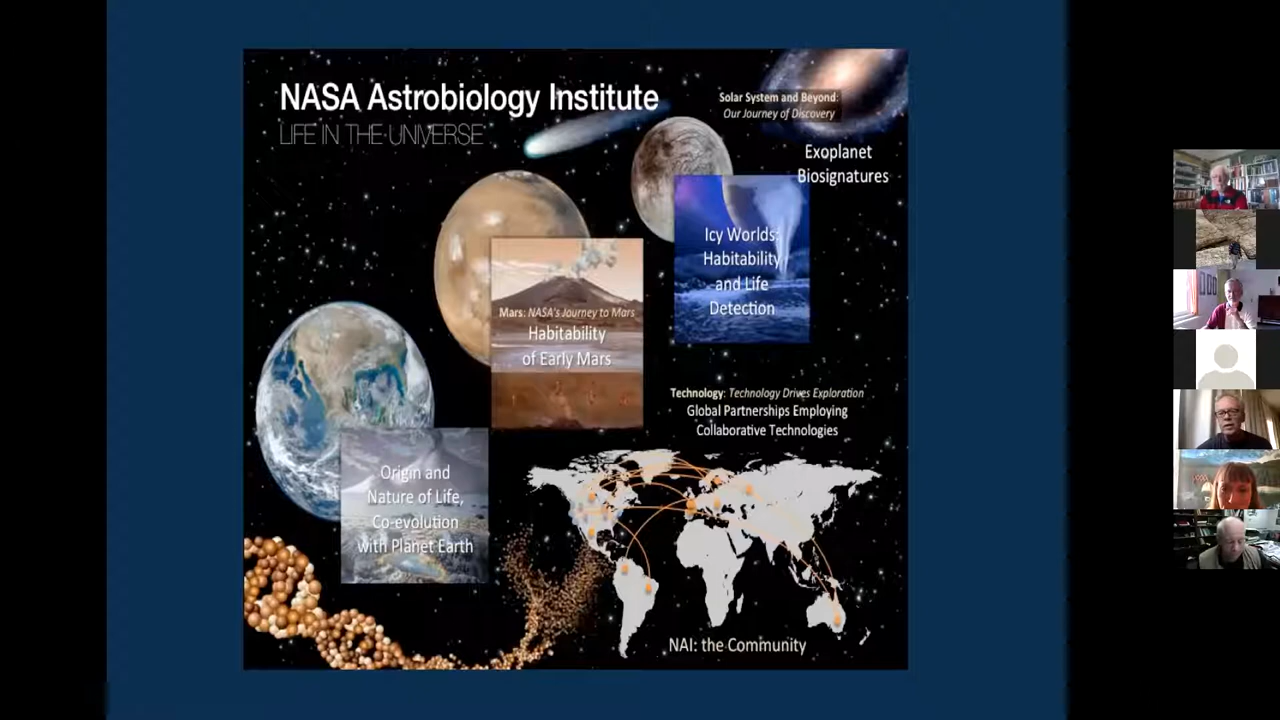 NASA Astrobiology Institute
LIFE IN THE UNIVERSE
Solar System and Beyond:
Our Journey of Discovery
Exoplanet
Biosignatures
Icy Worlds:
Habitability
and Life
Detection
Mars: NASA's Journey to Mars
Habitability
of Early Mars
Technology: Technology Drives Exploration
Global Partnerships Employing
Collaborative Technologies
Origin and
Nature of Life,
Co-evolution
with Planet Earth
NAI: the Community